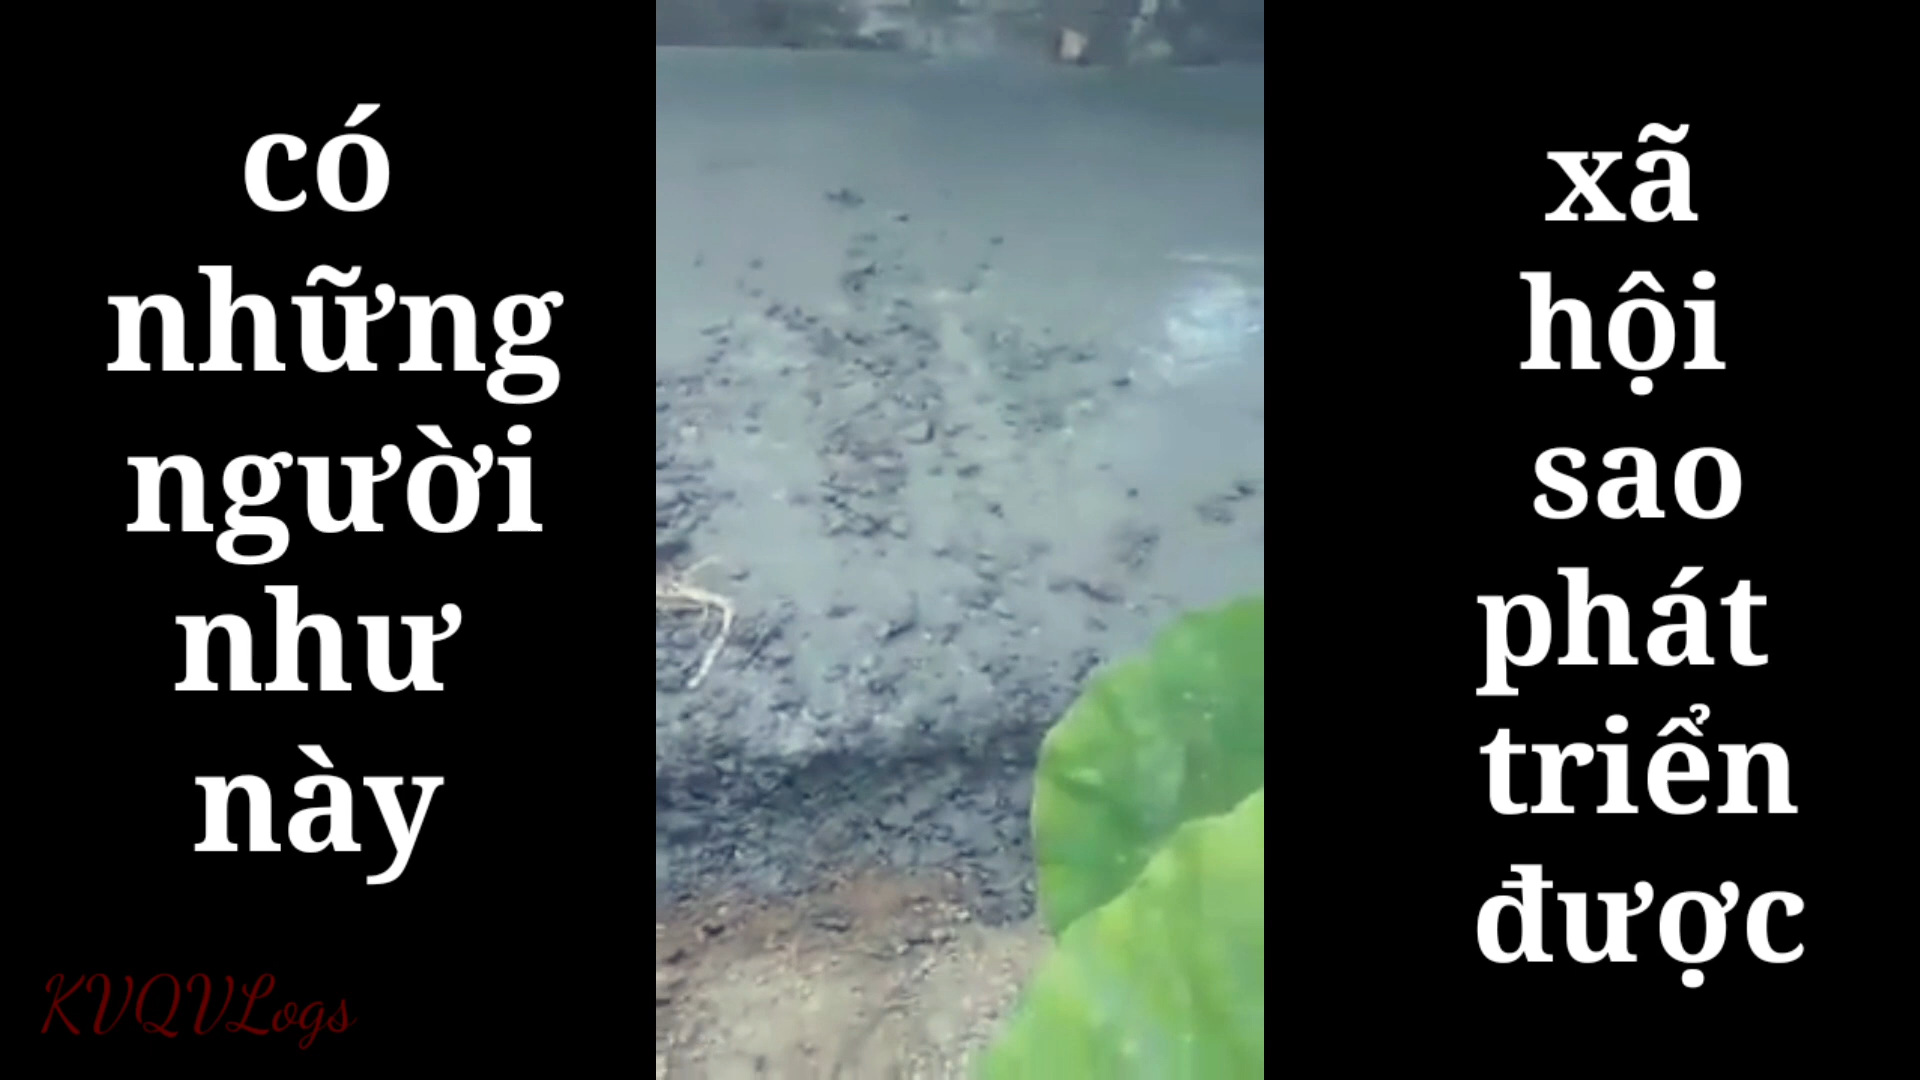 có
những
người
như
này
xã
hội
sao
phát
triển
được
KVQVLogs